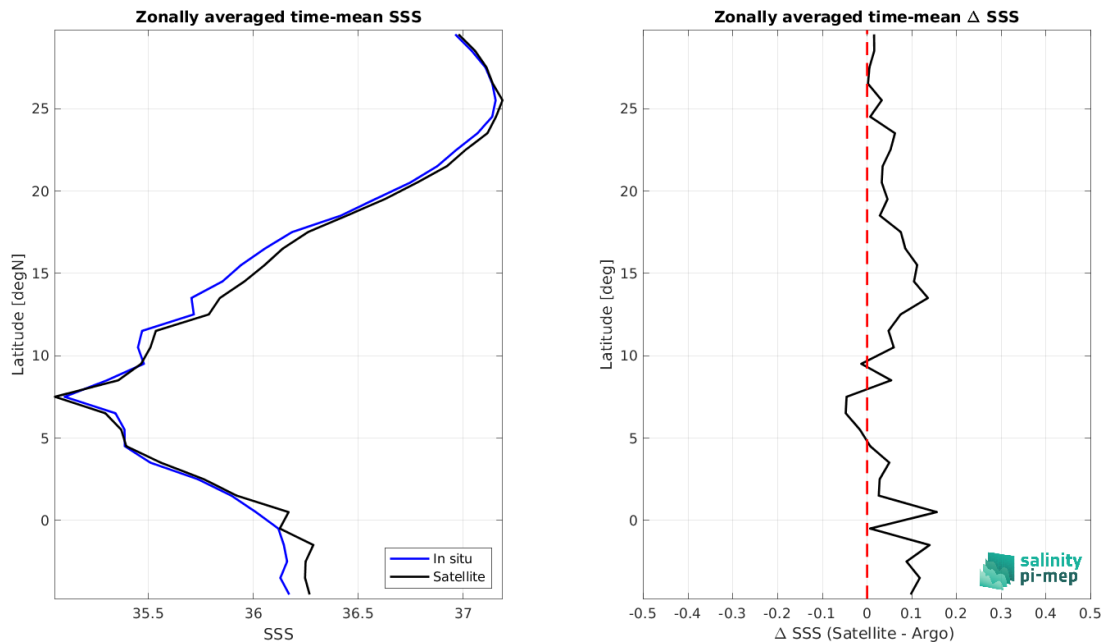 Zonally averaged time-mean SSS
Latitude [degN]
25
20
15
10
5
0
35.5 36 36.5 37
SSS
In situ
Satellite
Zonally averaged time-mean Δ SSS
Latitude [deg]
25
20
15
10
5
0
-0.5 -0.4 -0.3 -0.2 -0.1 0 0.1 0.2 0.3 0.4 0.5
Δ SSS (Satellite - Argo)
salinity
pi-mep